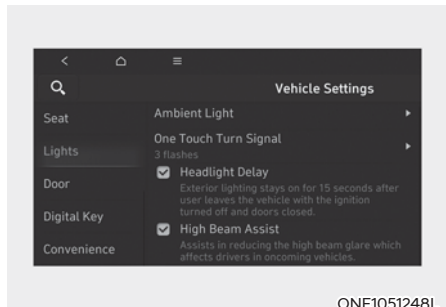 Vehicle Settings
Seat
Lights
Door
Digital Key
Convenience
Ambient Light
One Touch Turn Signal
3 flashes
Headlight Delay
Exterior lighting stays on for 15 seconds after
user leaves the vehicle with the ignition
turned off and doors closed.
High Beam Assist
Assists in reducing the high beam glare which
affects drivers in oncoming vehicles.
ONE1051248L